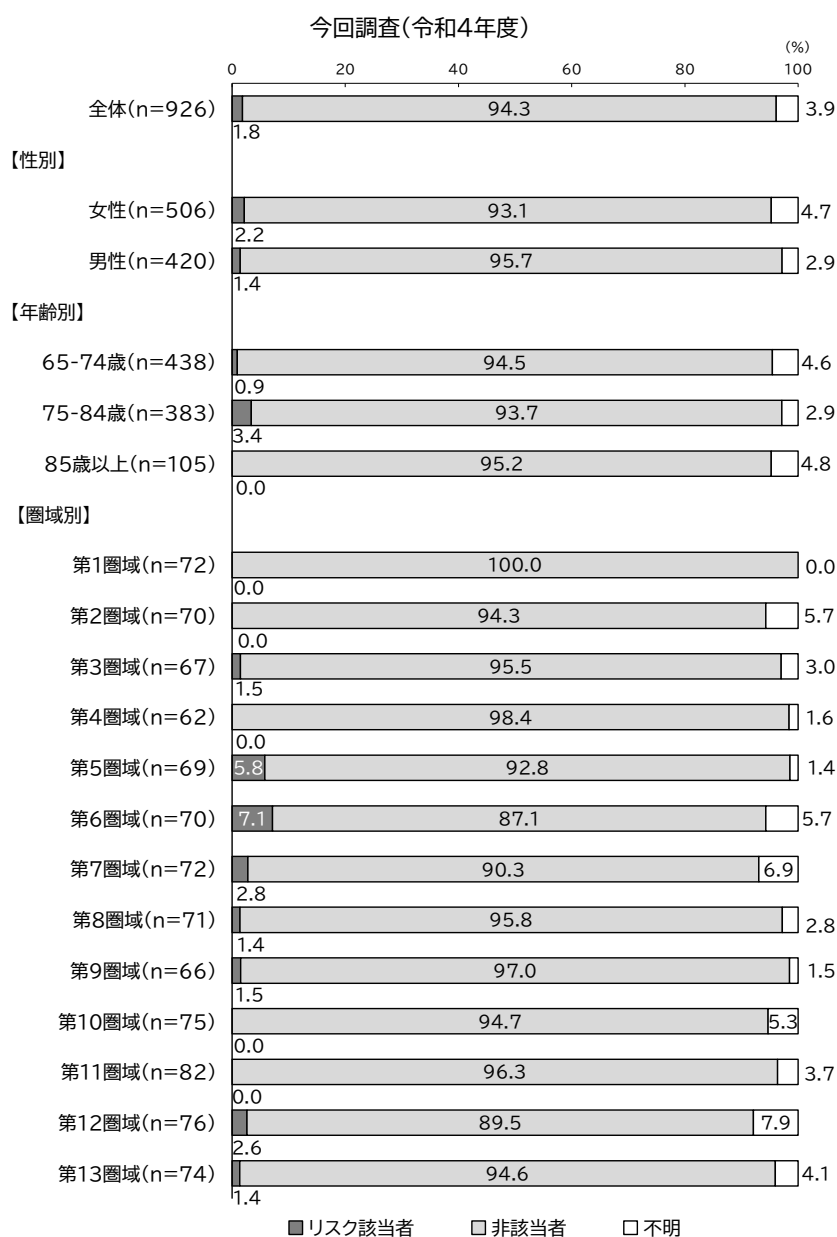 今回調査(令和4年度)
(%)
0 20 40 60 80 100
全体(n=926) 94.3 3.9
1.8
【性別】
女性(n=506) 93.1 4.7
2.2
男性(n=420) 95.7 2.9
1.4
【年齢別】
65-74歳(n=438) 94.5 4.6
0.9
75-84歳(n=383) 93.7 2.9
3.4
85歳以上(n=105) 95.2 4.8
0.0
【圏域別】
第1圏域(n=72) 100.0 0.0
0.0
第2圏域(n=70) 94.3 5.7
0.0
第3圏域(n=67) 95.5 3.0
1.5
第4圏域(n=62) 98.4 1.6
0.0
第5圏域(n=69) 5.8 92.8 1.4
第6圏域(n=70) 7.1 87.1 5.7
第7圏域(n=72) 90.3 6.9
2.8
第8圏域(n=71) 95.8 2.8
1.4
第9圏域(n=66) 97.0 1.5
1.5
第10圏域(n=75) 94.7 5.3
0.0
第11圏域(n=82) 96.3 3.7
0.0
第12圏域(n=76) 89.5 7.9
2.6
第13圏域(n=74) 94.6 4.1
1.4
リスク該当者 非該当者 不明